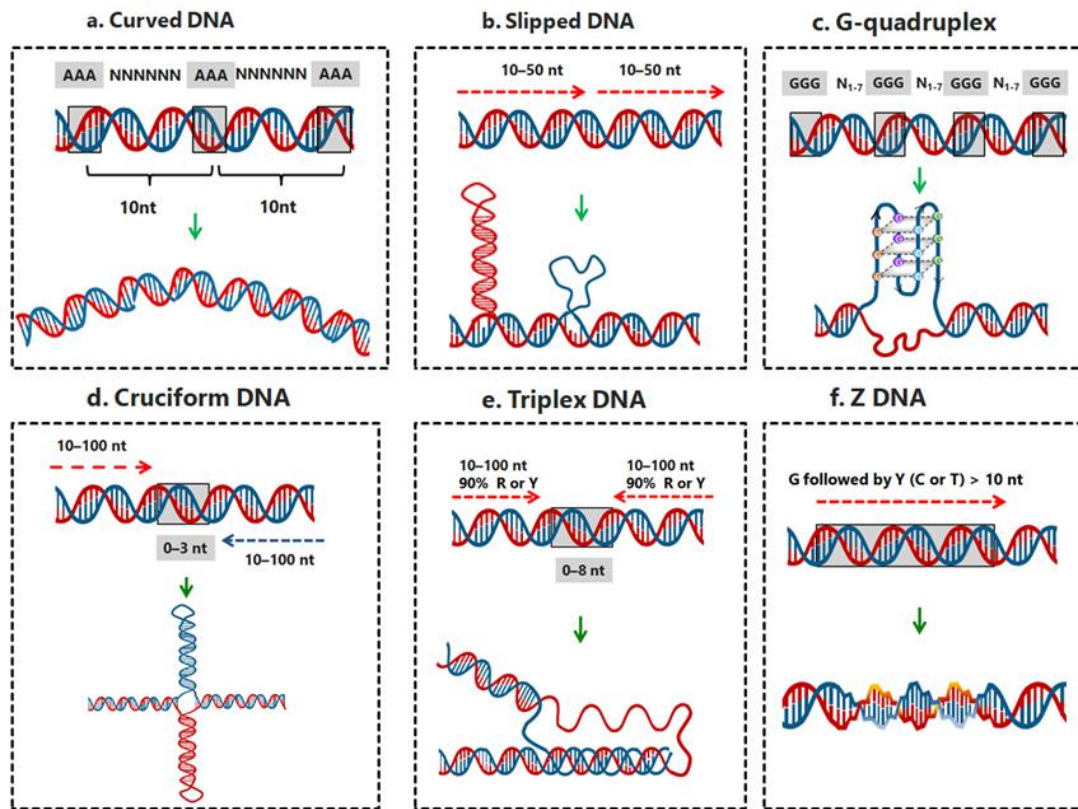 a. Curved DNA
AAA NNNNNN AAA NNNNNN AAA
10nt 10nt
b. Slipped DNA
10–50 nt 10–50 nt
c. G-quadruplex
GGG N1-7 GGG N1-7 GGG N1-7 GGG
G G
G G
G G
G G
G G
G G
d. Cruciform DNA
10–100 nt
0–3 nt
10–100 nt
e. Triplex DNA
10–100 nt 10–100 nt
90% R or Y 90% R or Y
0–8 nt
f. Z DNA
G followed by Y (C or T) > 10 nt